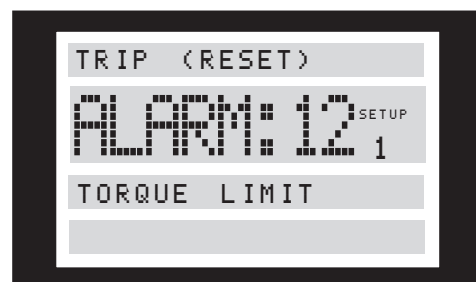 TRIP (RESET)
ALARM: 12 SETUP 1
TORQUE LIMIT